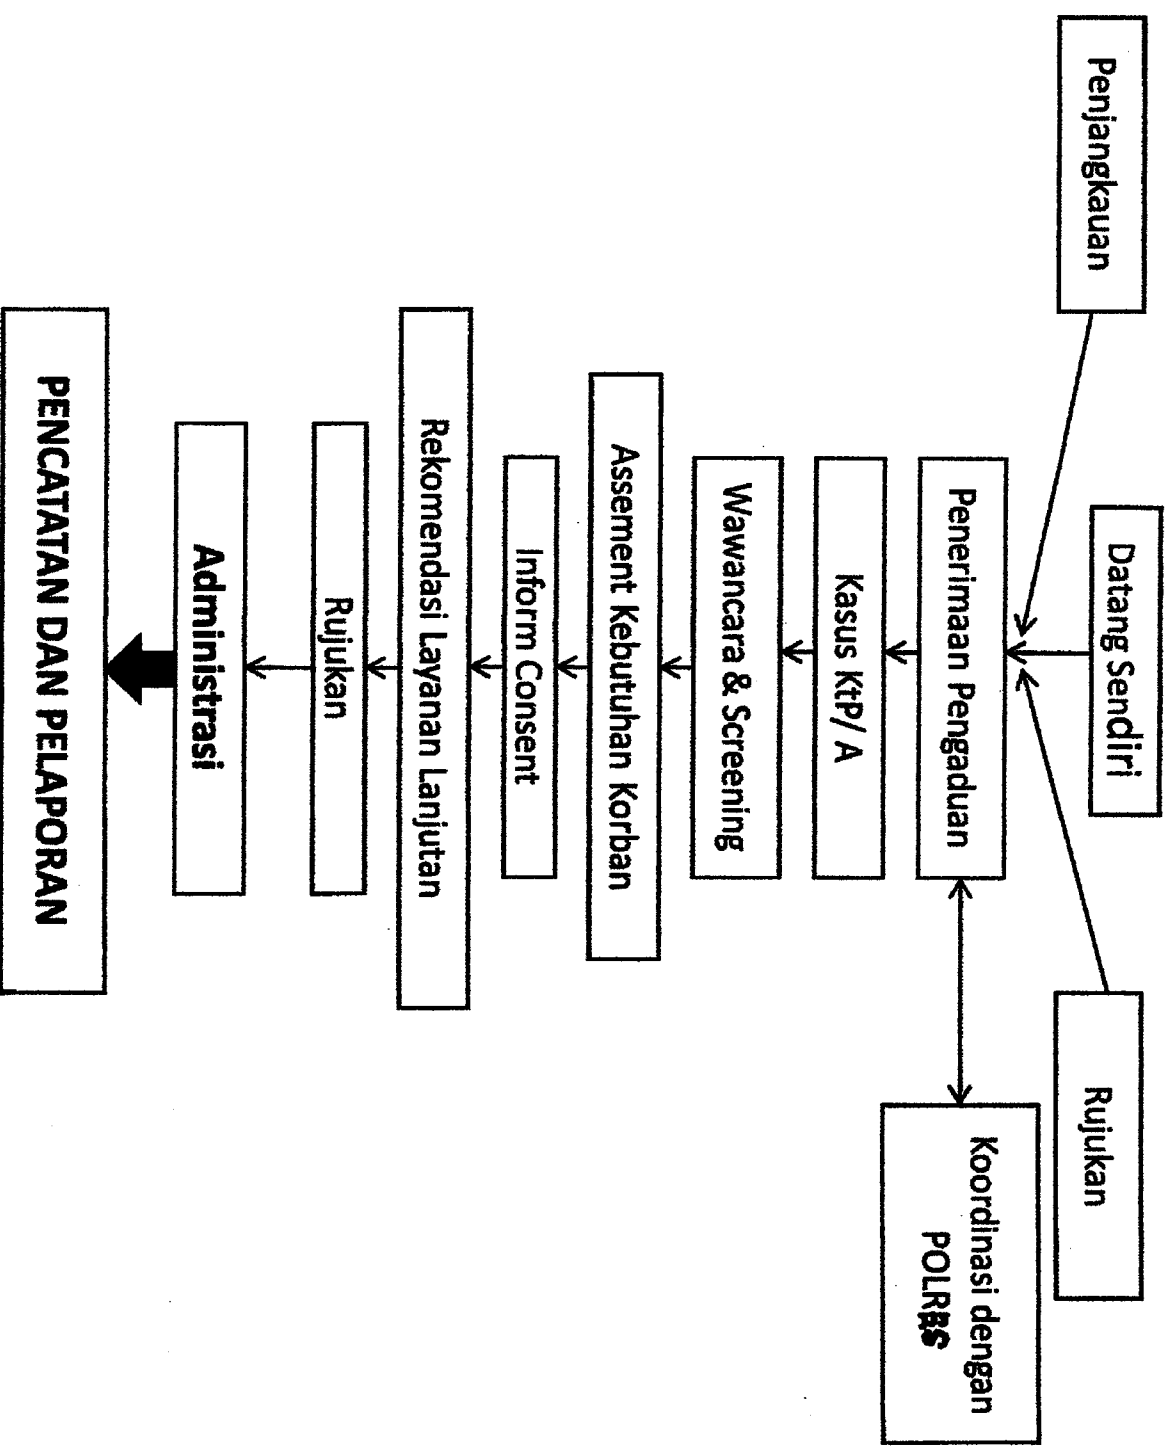 Penjangkauan
Datang Sendiri
Rujukan
Penerimaan Pengaduan
Koordinasi dengan
POLRES
Kasus KtP/ A
Wawancara & Screening
Assement Kebutuhan Korban
Inform Consent
Rekomendasi Layanan Lanjutan
Rujukan
Administrasi
PENCATATAN DAN PELAPORAN